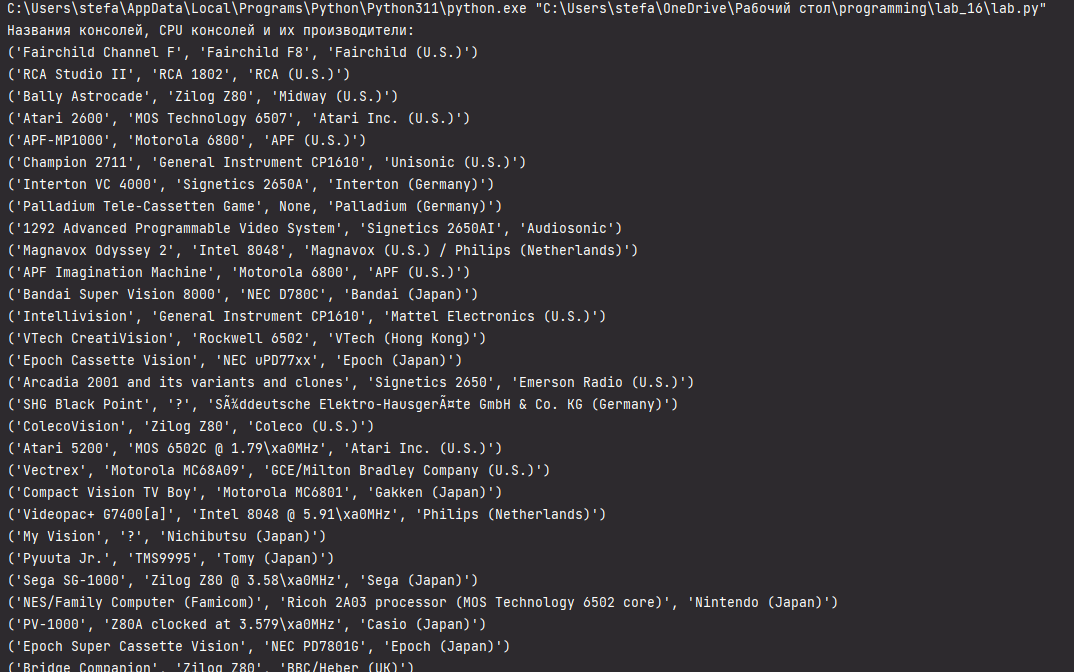 C:\Users\stefa\AppData\Local\Programs\Python\Python311\python.exe "C:\Users\stefa\OneDrive\Рабочий стол\programming\lab_16\lab.py"
Названия консолей, CPU консолей и их производители:
('Fairchild Channel F', 'Fairchild F8', 'Fairchild (U.S.)')
('RCA Studio II', 'RCA 1802', 'RCA (U.S.)')
('Bally Astrocade', 'Zilog Z80', 'Midway (U.S.)')
('Atari 2600', 'MOS Technology 6507', 'Atari Inc. (U.S.)')
('APF-MP1000', 'Motorola 6800', 'APF (U.S.)')
('Champion 2711', 'General Instrument CP1610', 'Unisonic (U.S.)')
('Interton VC 4000', 'Signetics 2650A', 'Interton (Germany)')
('Palladium Tele-Cassetten Game', None, 'Palladium (Germany)')
('1292 Advanced Programmable Video System', 'Signetics 2650AI', 'Audiosonic')
('Magnavox Odyssey 2', 'Intel 8048', 'Magnavox (U.S.) / Philips (Netherlands)')
('APF Imagination Machine', 'Motorola 6800', 'APF (U.S.)')
('Bandai Super Vision 8000', 'NEC D780C', 'Bandai (Japan)')
('Intellivision', 'General Instrument CP1610', 'Mattel Electronics (U.S.)')
('VTech CreatiVision', 'Rockwell 6502', 'VTech (Hong Kong)')
('Epoch Cassette Vision', 'NEC uPD77xx', 'Epoch (Japan)')
('Arcadia 2001 and its variants and clones', 'Signetics 2650', 'Emerson Radio (U.S.)')
('SHG Black Point', '?', 'SÃ¼ddeutsche Elektro-HausgerÃ¤te GmbH & Co. KG (Germany)')
('ColecoVision', 'Zilog Z80', 'Coleco (U.S.)')
('Atari 5200', 'MOS 6502C @ 1.79\xa0MHz', 'Atari Inc. (U.S.)')
('Vectrex', 'Motorola MC68A09', 'GCE/Milton Bradley Company (U.S.)')
('Compact Vision TV Boy', 'Motorola MC6801', 'Gakken (Japan)')
('Videopac+ G7400[a]', 'Intel 8048 @ 5.91\xa0MHz', 'Philips (Netherlands)')
('My Vision', '?', 'Nichibutsu (Japan)')
('Pyuuta Jr.', 'TMS9995', 'Tomy (Japan)')
('Sega SG-1000', 'Zilog Z80 @ 3.58\xa0MHz', 'Sega (Japan)')
('NES/Family Computer (Famicom)', 'Ricoh 2A03 processor (MOS Technology 6502 core)', 'Nintendo (Japan)')
('PV-1000', 'Z80A clocked at 3.579\xa0MHz', 'Casio (Japan)')
('Epoch Super Cassette Vision', 'NEC PD7801G', 'Epoch (Japan)')
('Bridge Companion', 'Zilog Z80', 'BBC/Heber (UK)')